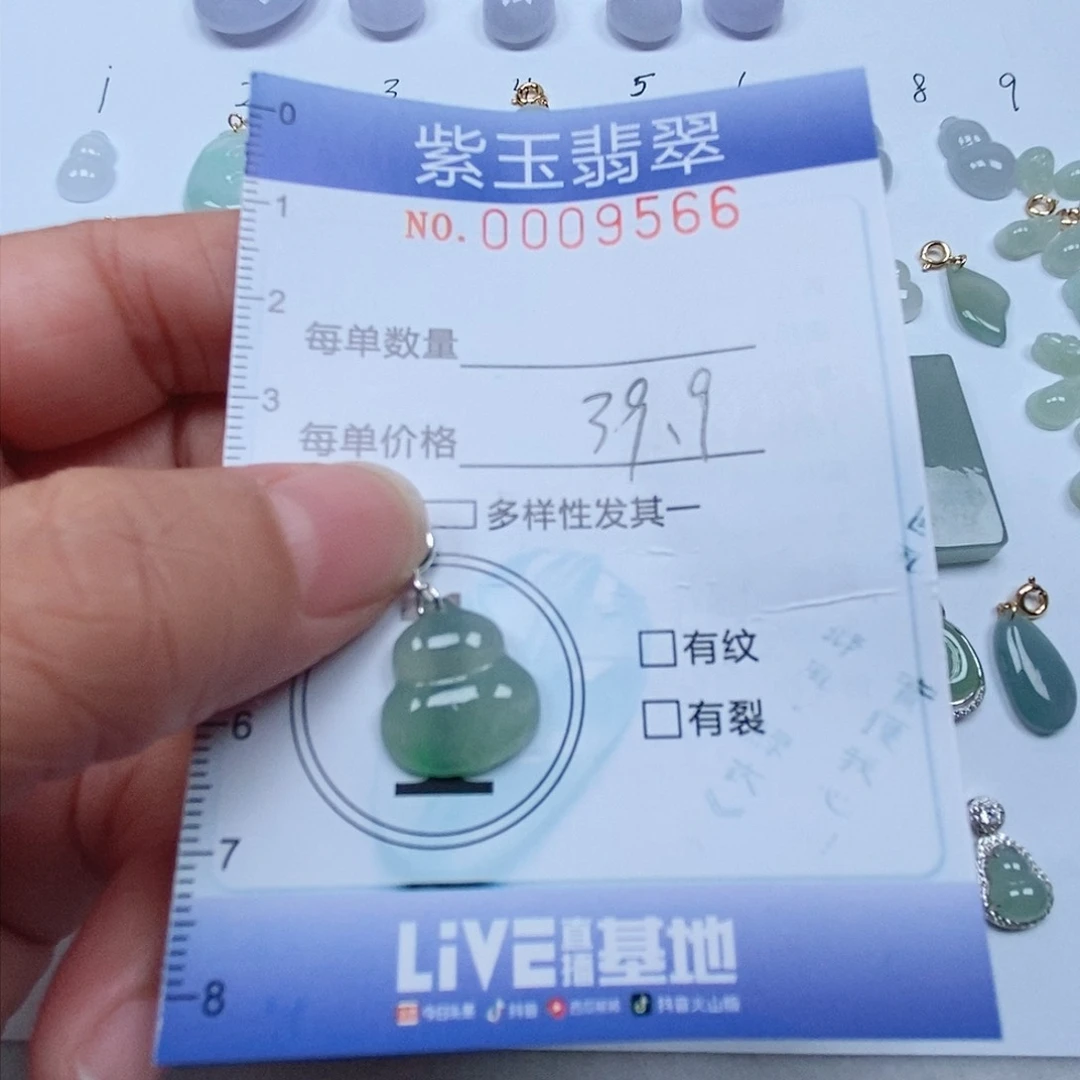 1 2 3 4 5 8 9
0
紫玉翡翠
1
NO. 0009566
2
每单数量
3
每单价格 39.9
多样性发其一
有纹
6
有裂
7
LiVE直播基地
8
今日头条 抖音 西瓜视频 抖音火山版